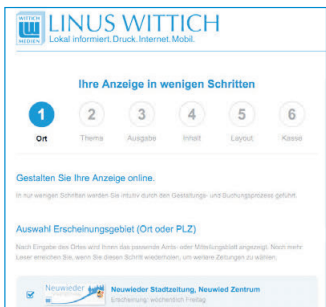 WITTICH
MEDIEN
LINUS WITTICH
Lokal informiert. Druck. Internet. Mobil.
Ihre Anzeige in wenigen Schritten
1 2 3 4 5 6
Ort Thema Ausgabe Inhalt Layout Kasse
Gestalten Sie Ihre Anzeige online.
In nur wenigen Schritten werden Sie intuitiv durch den Gestaltungs- und Buchungsprozess geführt.
Auswahl Erscheinungsgebiet (Ort oder PLZ)
Nach Eingabe des Ortes wird Ihnen das passende Amts- oder Mitteilungsblatt angezeigt. Noch mehr
Leser erreichen Sie, wenn Sie diesen Schritt wiederholen, um weitere Zeitungen zu wählen.
Neuwieder
Neuwieder Stadtzeitung, Neuwied Zentrum
Erscheinung: wöchentlich Freitag